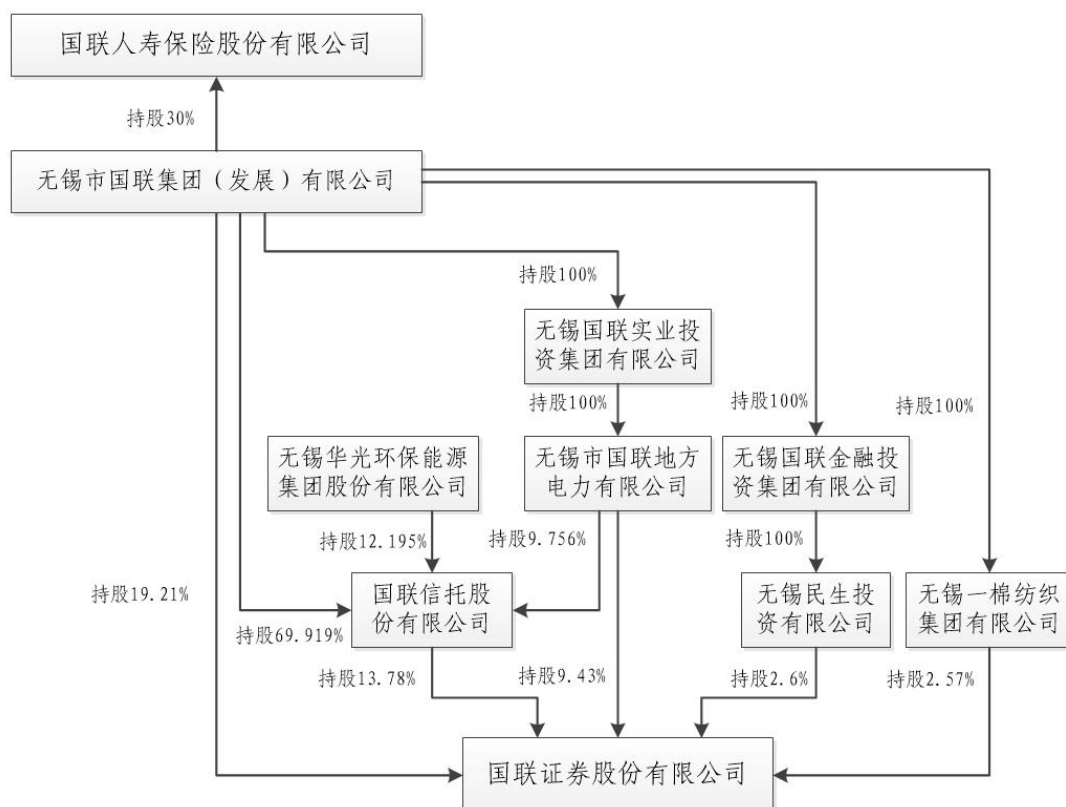 国联人寿保险股份有限公司
持股30%
无锡市国联集团（发展）有限公司
持股100%
无锡国联实业投
资集团有限公司
持股100%
持股100%
持股100%
无锡华光环保能源
集团股份有限公司
无锡市国联地方
电力有限公司
无锡国联金融投
资集团有限公司
持股12.195%
持股9.756%
持股100%
持股19.21%
国联信托股
份有限公司
无锡民生投
资有限公司
无锡一棉纺织
集团有限公司
持股69.919%
持股13.78%
持股9.43%
持股2.6%
持股2.57%
国联证券股份有限公司